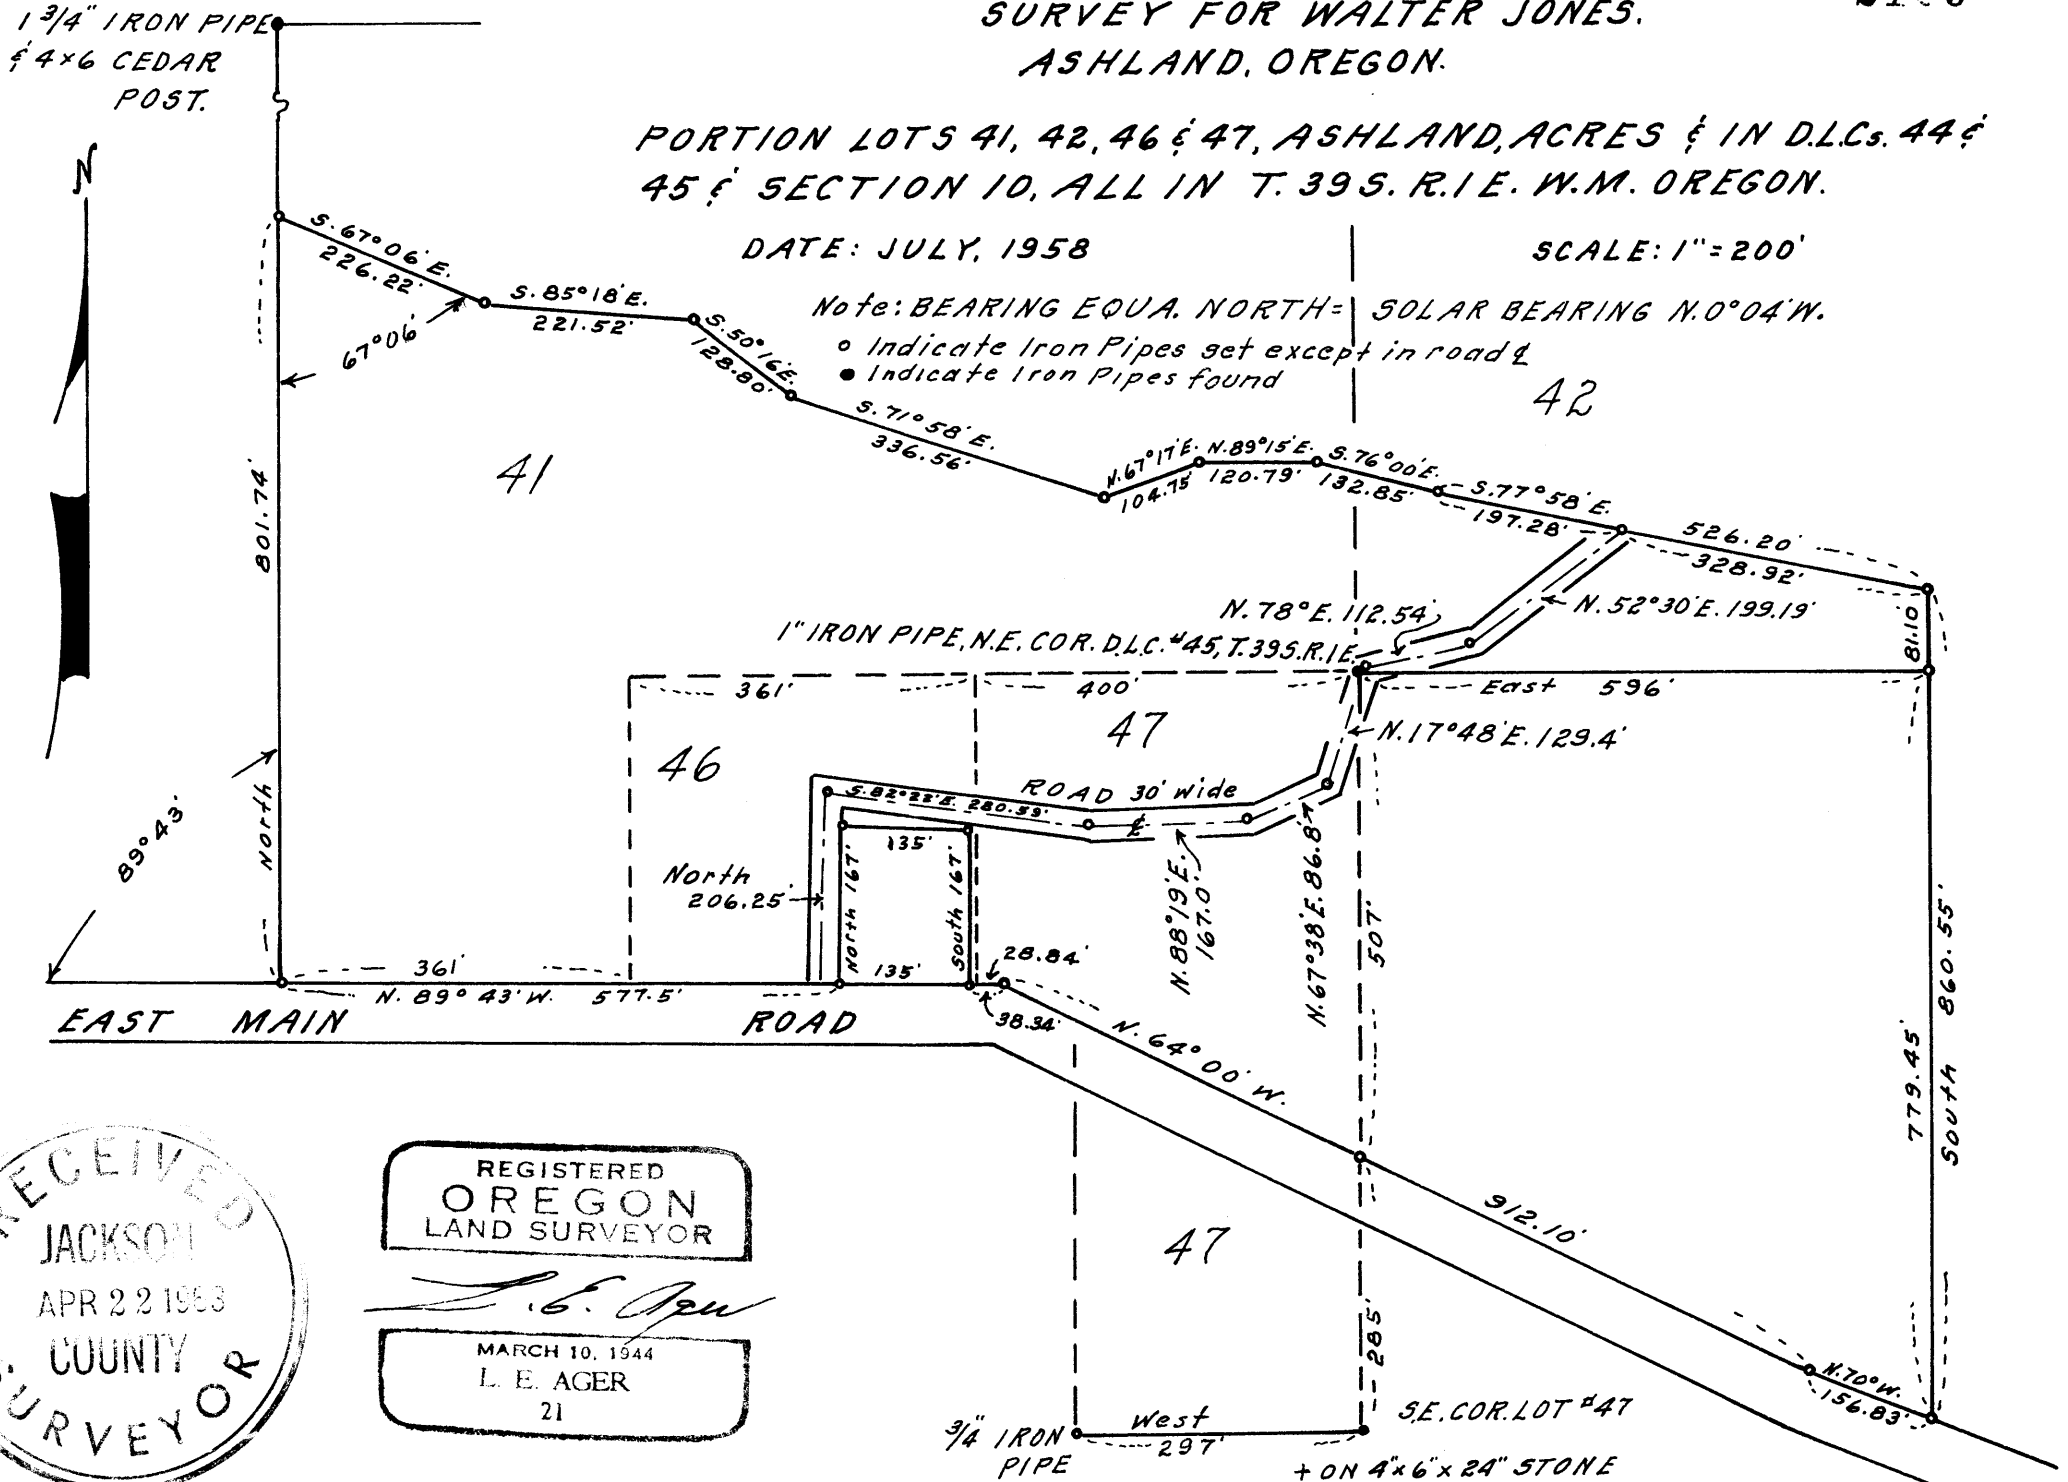 1 3/4" IRON PIPE
& 4×6 CEDAR
POST.
SURVEY FOR WALTER JONES.
ASHLAND, OREGON.
PORTION LOTS 41, 42, 46 & 47, ASHLAND, ACRES & IN D.L.Cs. 44 &
45 & SECTION 10, ALL IN T. 39 S. R. 1 E. W.M. OREGON.
DATE: JULY, 1958
SCALE: 1" = 200'
Note: BEARING EQUA. NORTH = SOLAR BEARING N. 0° 04' W.
o Indicate Iron Pipes set except in road ℄
● Indicate Iron Pipes found
N
S. 67° 06' E.
226.22'
67° 06'
S. 85° 18' E.
221.52'
S. 50° 16' E.
128.80'
S. 71° 58' E.
336.56'
N. 67° 17' E.
104.75'
N. 89° 15' E.
120.79'
S. 76° 00' E.
132.85'
S. 77° 58' E.
197.28'
526.20'
328.92'
42
41
801.74'
North
89° 43'
N. 78° E. 112.54'
N. 52° 30' E. 199.19'
81.10
1" IRON PIPE, N.E. COR. D.L.C. #45, T. 39 S. R. 1 E.
361'
400'
East 596'
47
46
N. 17° 48' E. 129.4'
ROAD 30' wide
S. 82° 22' E. 280.59'
℄
135'
North
206.25'
North 167'
South 167'
N. 88° 19' E.
167.0'
N. 67° 38' E. 86.8'
507'
28.84'
135'
38.34'
361'
N. 89° 43' W. 577.5'
EAST MAIN ROAD
N. 64° 00' W.
912.10'
779.45'
South 860.55'
47
285'
N. 70° W.
156.83'
West
297'
3/4" IRON
PIPE
S.E. COR. LOT #47
+ ON 4"x 6"x 24" STONE
RECEIVED
JACKSON
APR 22 1963
COUNTY
SURVEYOR
REGISTERED
OREGON
LAND SURVEYOR
L. E. Ager
MARCH 10, 1944
L. E. AGER
21